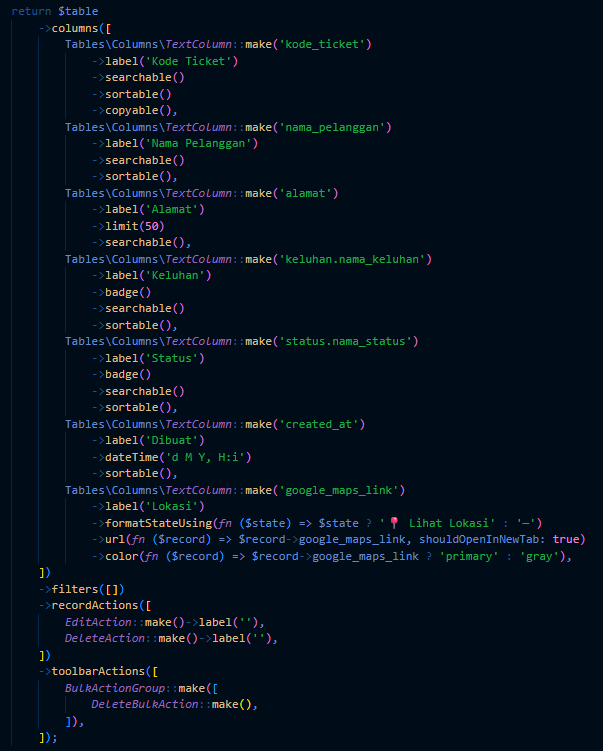 return $table
->columns([
Tables\Columns\TextColumn::make('kode_ticket')
->label('Kode Ticket')
->searchable()
->sortable()
->copyable(),
Tables\Columns\TextColumn::make('nama_pelanggan')
->label('Nama Pelanggan')
->searchable()
->sortable(),
Tables\Columns\TextColumn::make('alamat')
->label('Alamat')
->limit(50)
->searchable(),
Tables\Columns\TextColumn::make('keluhan.nama_keluhan')
->label('Keluhan')
->badge()
->searchable()
->sortable(),
Tables\Columns\TextColumn::make('status.nama_status')
->label('Status')
->badge()
->searchable()
->sortable(),
Tables\Columns\TextColumn::make('created_at')
->label('Dibuat')
->dateTime('d M Y, H:i')
->sortable(),
Tables\Columns\TextColumn::make('google_maps_link')
->label('Lokasi')
->formatStateUsing(fn ($state) => $state ? '📍 Lihat Lokasi' : '—')
->url(fn ($record) => $record->google_maps_link, shouldOpenInNewTab: true)
->color(fn ($record) => $record->google_maps_link ? 'primary' : 'gray'),
])
->filters([])
->recordActions([
EditAction::make()->label(''),
DeleteAction::make()->label(''),
])
->toolbarActions([
BulkActionGroup::make([
DeleteBulkAction::make(),
]),
]);